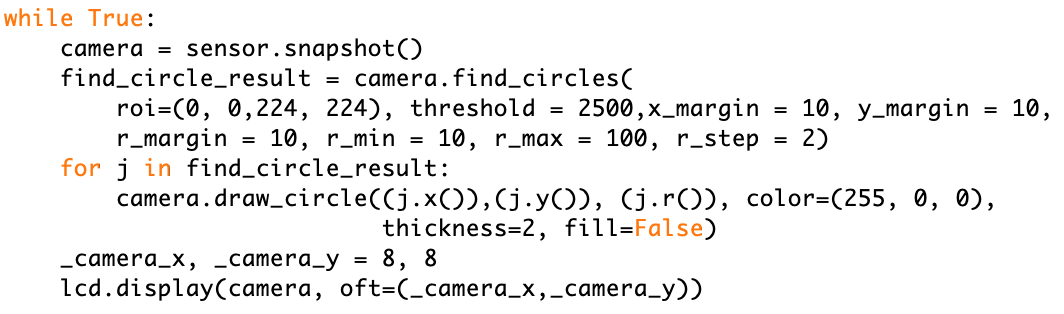 while True:
    camera = sensor.snapshot()
    find_circle_result = camera.find_circles(
        roi=(0, 0,224, 224), threshold = 2500,x_margin = 10, y_margin = 10,
        r_margin = 10, r_min = 10, r_max = 100, r_step = 2)
    for j in find_circle_result:
        camera.draw_circle((j.x()),(j.y()), (j.r()), color=(255, 0, 0),
                           thickness=2, fill=False)
    _camera_x, _camera_y = 8, 8
    lcd.display(camera, oft=(_camera_x,_camera_y))